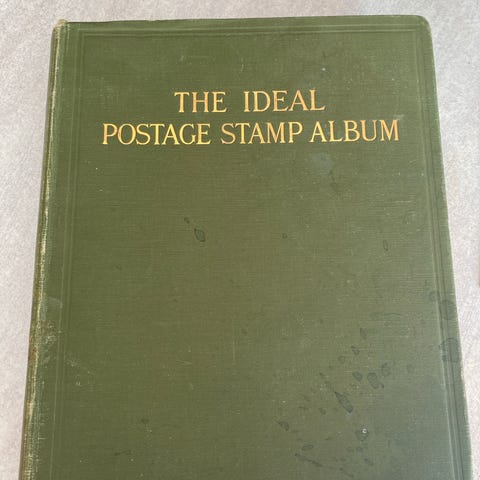 THE IDEAL
POSTAGE STAMP ALBUM